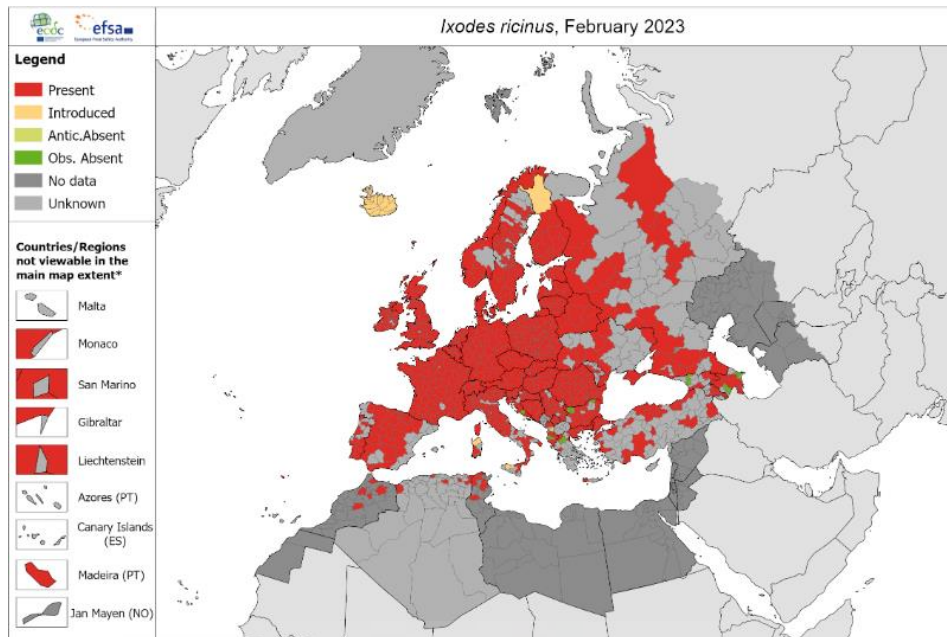 ecdc
efsa
European Food Safety Authority
Ixodes ricinus, February 2023
Legend
Present
Introduced
Antic.Absent
Obs. Absent
No data
Unknown
Countries/Regions
not viewable in the
main map extent*
Malta
Monaco
San Marino
Gibraltar
Liechtenstein
Azores (PT)
Canary Islands
(ES)
Madeira (PT)
Jan Mayen (NO)